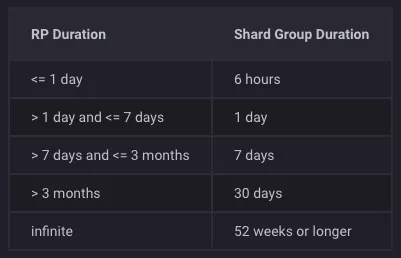 RP Duration Shard Group Duration
<= 1 day 6 hours
> 1 day and <= 7 days 1 day
> 7 days and <= 3 months 7 days
> 3 months 30 days
infinite 52 weeks or longer